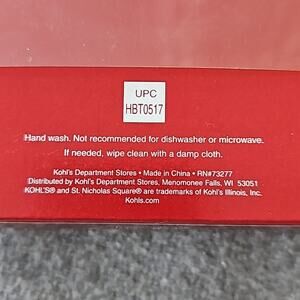 UPC
HBT0517
Hand wash. Not recommended for dishwasher or microwave.
If needed, wipe clean with a damp cloth.
Kohl's Department Stores • Made in China • RN#73277
Distributed by Kohl's Department Stores, Menomonee Falls, WI 53051
KOHL'S® and St. Nicholas Square® are trademarks of Kohl's Illinois, Inc.
Kohls.com